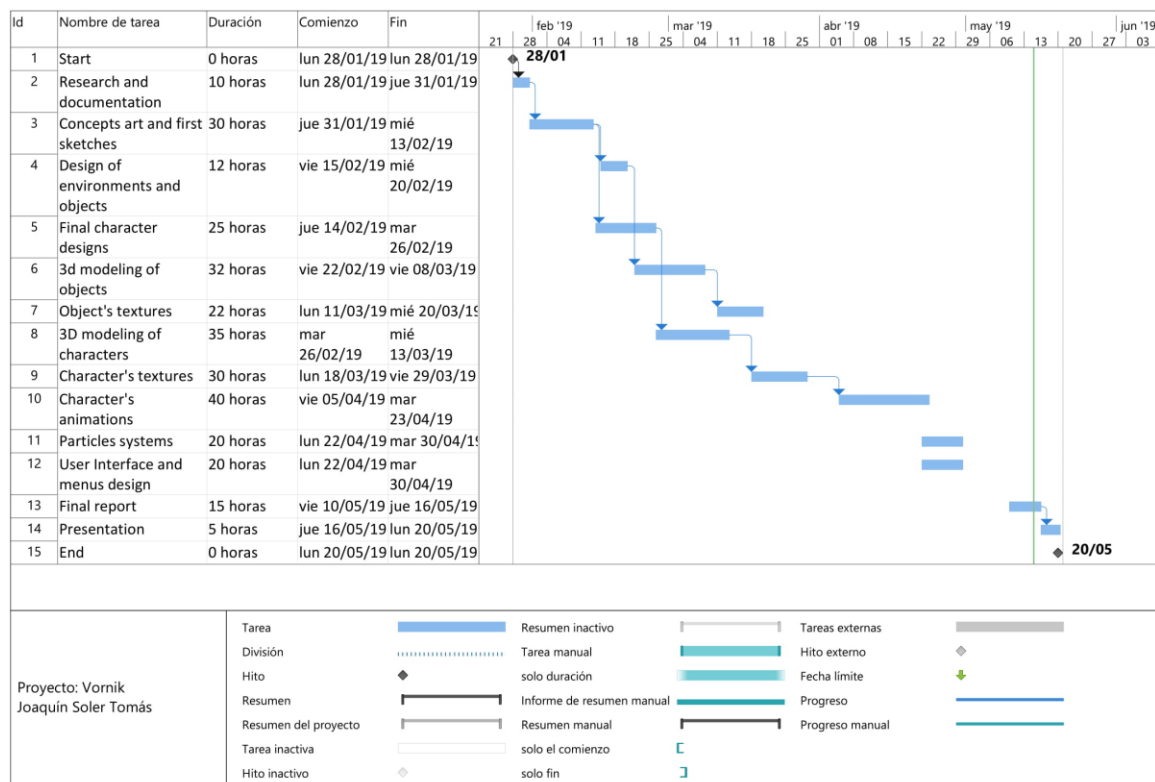 Id Nombre de tarea Duración Comienzo Fin
feb '19 mar '19 abr '19 may '19 jun '19
21 28 04 11 18 25 04 11 18 25 01 08 15 22 29 06 13 20 27 03
1 Start 0 horas lun 28/01/19 lun 28/01/19
28/01
2 Research and documentation 10 horas lun 28/01/19 jue 31/01/19
3 Concepts art and first sketches 30 horas jue 31/01/19 mié 13/02/19
4 Design of environments and objects 12 horas vie 15/02/19 mié 20/02/19
5 Final character designs 25 horas jue 14/02/19 mar 26/02/19
6 3d modeling of objects 32 horas vie 22/02/19 vie 08/03/19
7 Object's textures 22 horas lun 11/03/19 mié 20/03/19
8 3D modeling of characters 35 horas mar 26/02/19 mié 13/03/19
9 Character's textures 30 horas lun 18/03/19 vie 29/03/19
10 Character's animations 40 horas vie 05/04/19 mar 23/04/19
11 Particles systems 20 horas lun 22/04/19 mar 30/04/19
12 User Interface and menus design 20 horas lun 22/04/19 mar 30/04/19
13 Final report 15 horas vie 10/05/19 jue 16/05/19
14 Presentation 5 horas jue 16/05/19 lun 20/05/19
15 End 0 horas lun 20/05/19 lun 20/05/19
20/05
Proyecto: Vornik
Joaquín Soler Tomás
Tarea
División
Hito
Resumen
Resumen del proyecto
Tarea inactiva
Hito inactivo
Resumen inactivo
Tarea manual
solo duración
Informe de resumen manual
Resumen manual
solo el comienzo
solo fin
Tareas externas
Hito externo
Fecha límite
Progreso
Progreso manual